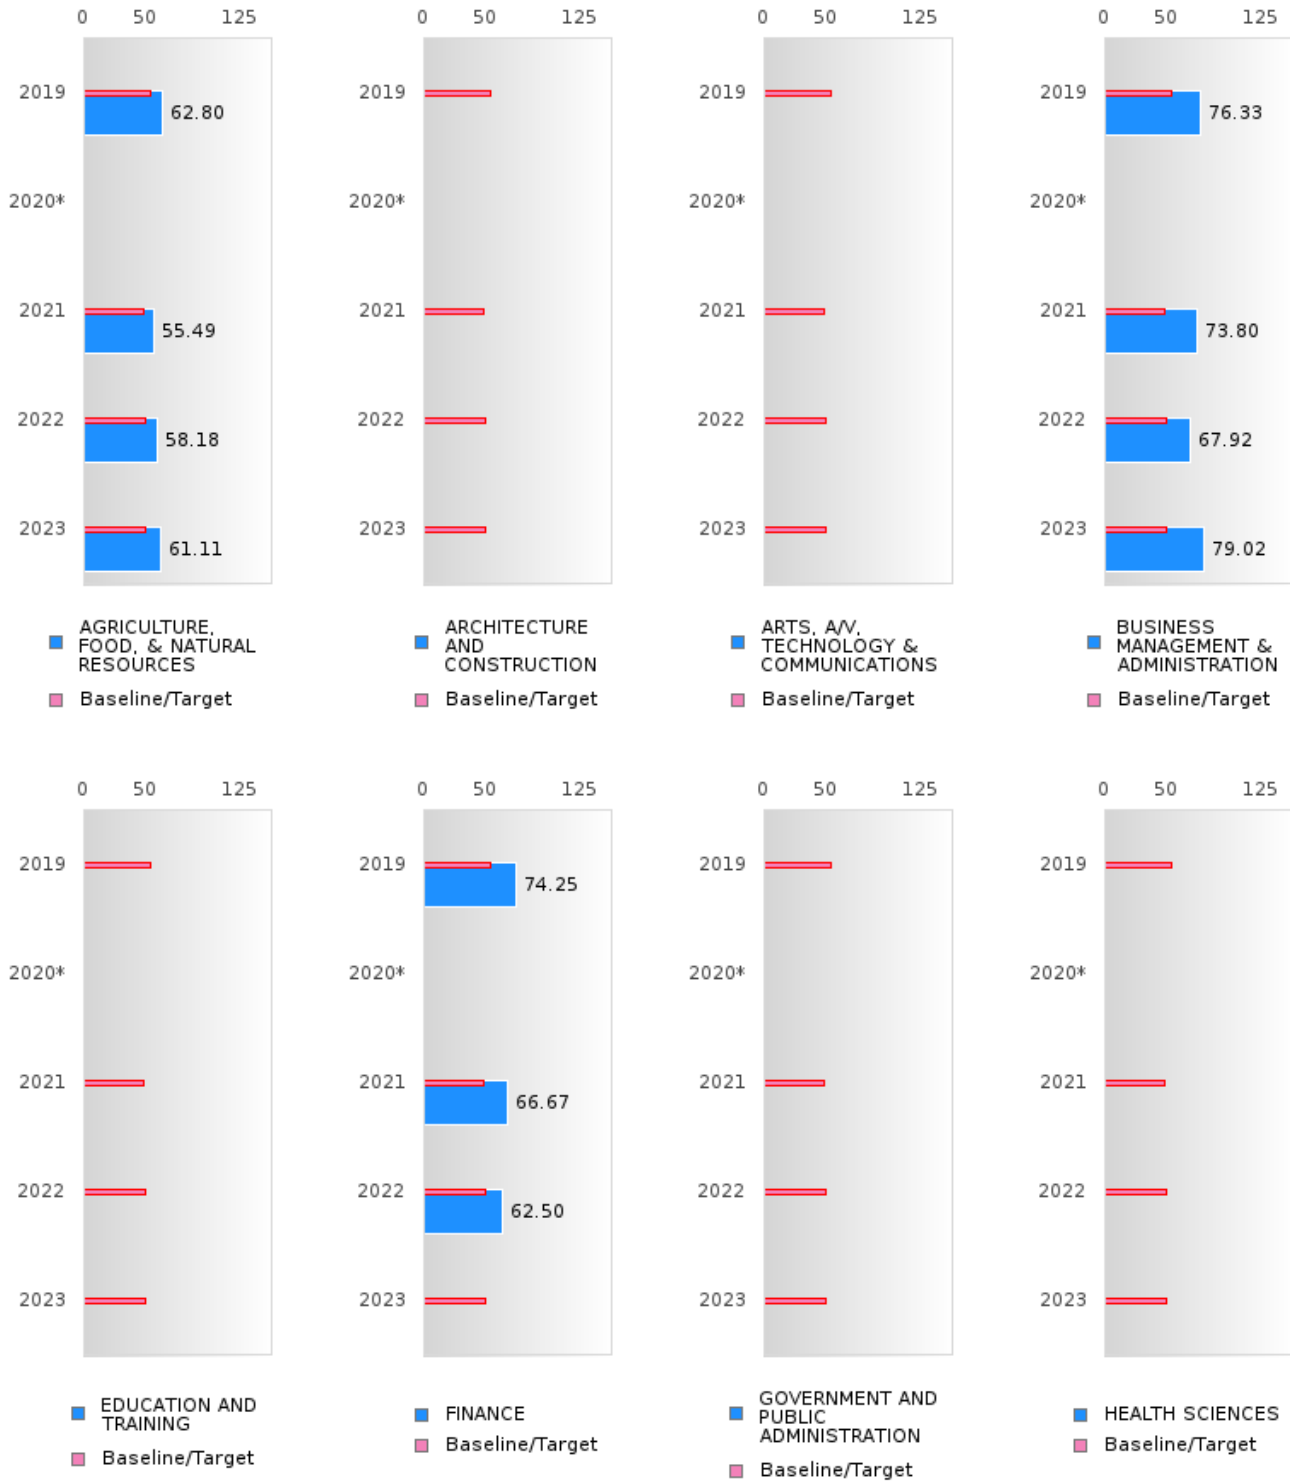 0 50 125
2019
62.80
2020*
2021
55.49
2022
58.18
2023
61.11
AGRICULTURE,
FOOD, & NATURAL
RESOURCES
Baseline/Target
0 50 125
2019
2020*
2021
2022
2023
ARCHITECTURE
AND
CONSTRUCTION
Baseline/Target
0 50 125
2019
2020*
2021
2022
2023
ARTS, A/V,
TECHNOLOGY &
COMMUNICATIONS
Baseline/Target
0 50 125
2019
76.33
2020*
2021
73.80
2022
67.92
2023
79.02
BUSINESS
MANAGEMENT &
ADMINISTRATION
Baseline/Target
0 50 125
2019
2020*
2021
2022
2023
EDUCATION AND
TRAINING
Baseline/Target
0 50 125
2019
74.25
2020*
2021
66.67
2022
62.50
2023
FINANCE
Baseline/Target
0 50 125
2019
2020*
2021
2022
2023
GOVERNMENT AND
PUBLIC
ADMINISTRATION
Baseline/Target
0 50 125
2019
2020*
2021
2022
2023
HEALTH SCIENCES
Baseline/Target